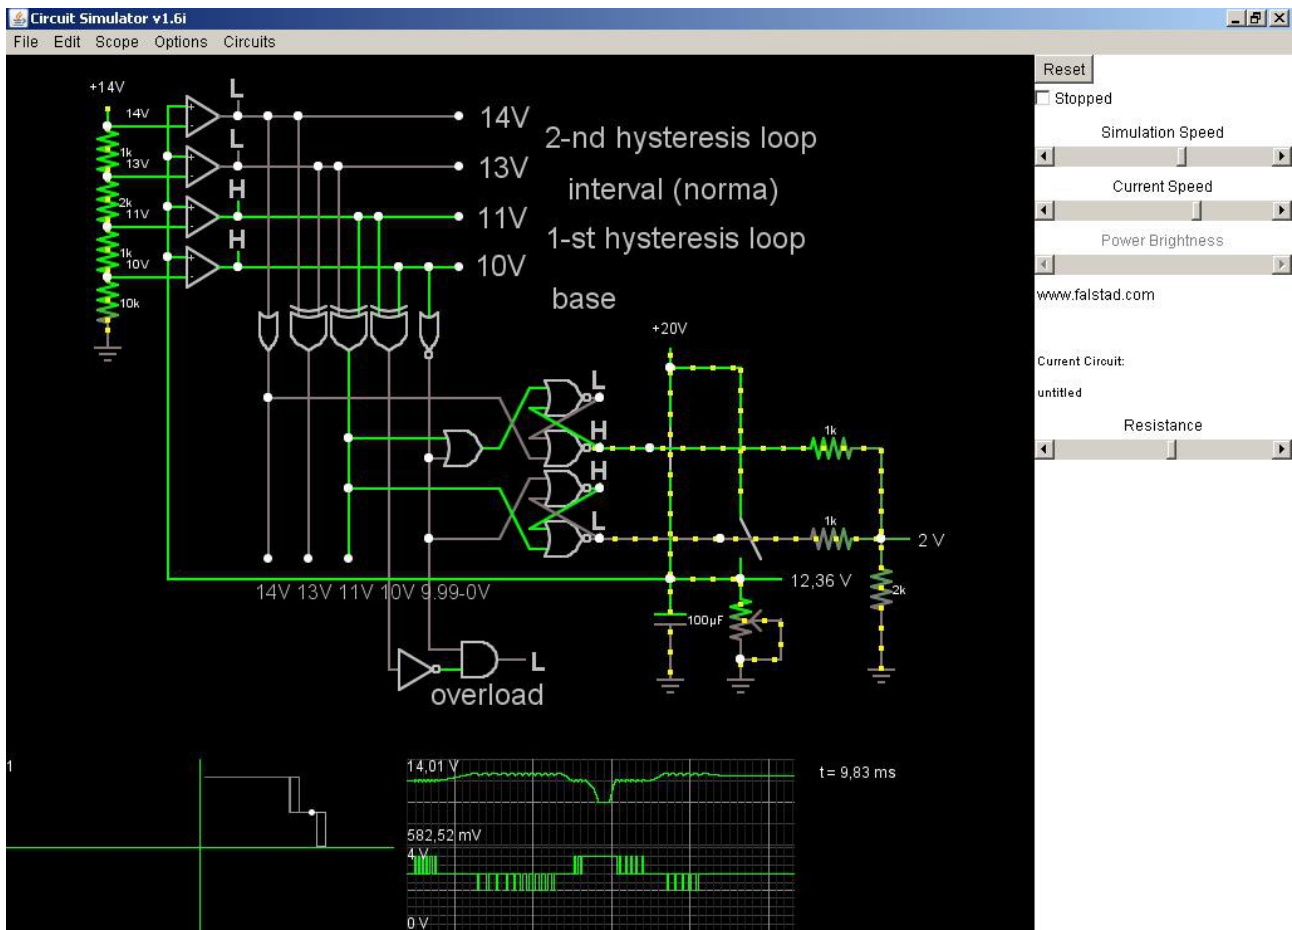 Circuit Simulator v1.6i
File Edit Scope Options Circuits
Reset
Stopped
Simulation Speed
Current Speed
Power Brightness
www.falstad.com
Current Circuit:
untitled
Resistance
+14V
14V
1k
13V
2k
11V
1k
10V
10k
+
-
+
-
+
-
+
-
L
L
H
H
14V
13V
11V
10V
2-nd hysteresis loop
interval (norma)
1-st hysteresis loop
base
+20V
L
H
H
L
1k
1k
2 V
2k
12,36 V
100µF
14V 13V 11V 10V 9.99-0V
L
overload
1
14,01 V
582,52 mV
4 V
0 V
t = 9,83 ms